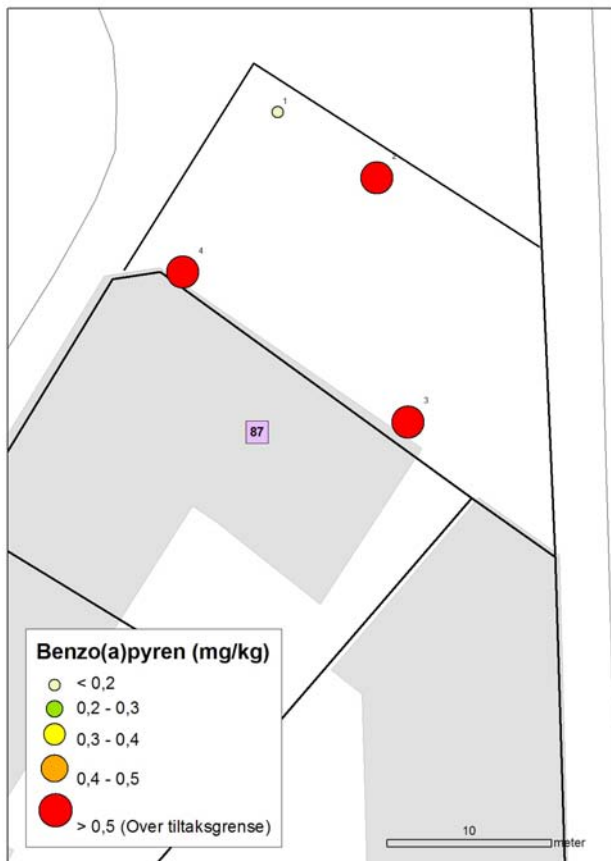 1
2
4
3
87
Benzo(a)pyren (mg/kg)
< 0,2
0,2 - 0,3
0,3 - 0,4
0,4 - 0,5
> 0,5 (Over tiltaksgrense)
10
meter